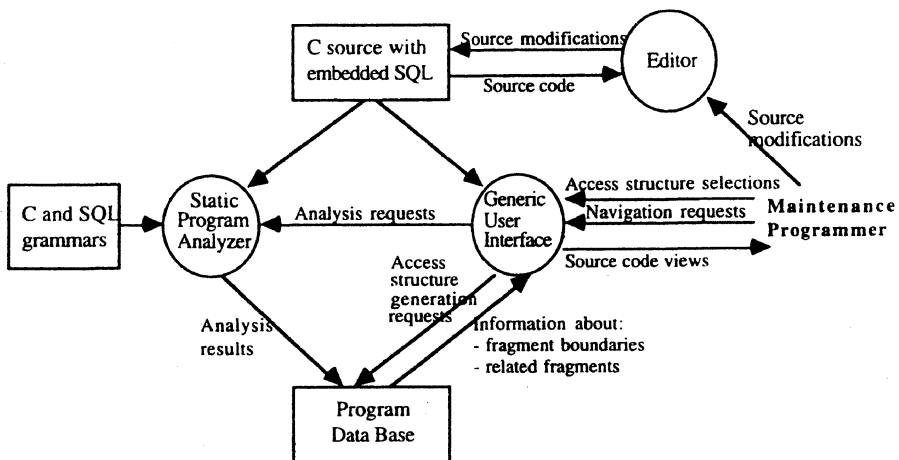 C source with
embedded SQL
Source modifications
Source code
Editor
Source
modifications
C and SQL
grammars
Static
Program
Analyzer
Analysis requests
Generic
User
Interface
Access structure selections
Navigation requests
Source code views
Maintenance
Programmer
Access
structure
generation
requests
Analysis
results
Information about:
- fragment boundaries
- related fragments
Program
Data Base